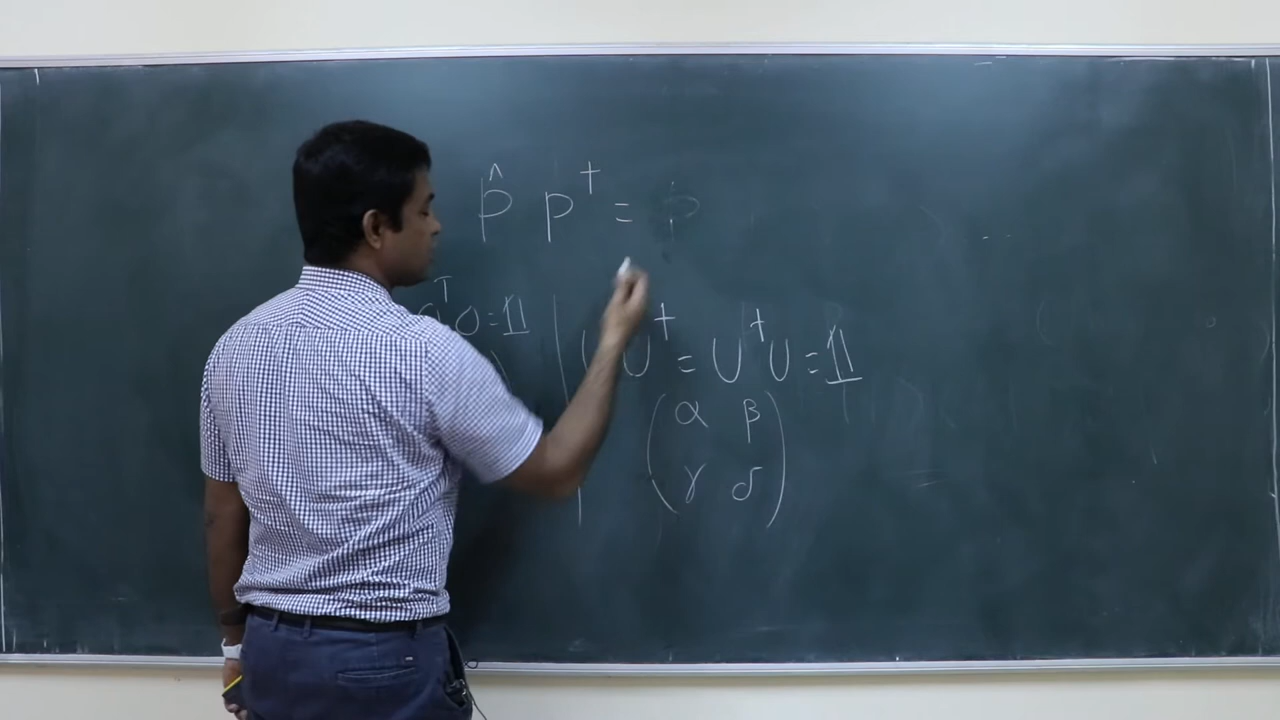 p̂ p† =
O = 𝟙
U† = U†U = 𝟙
α β
γ δ